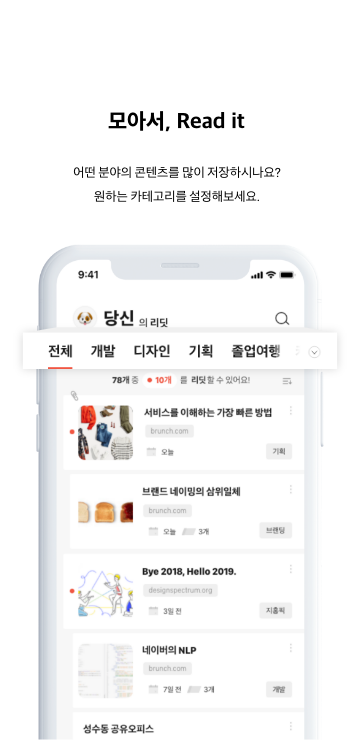 모아서, Read it
어떤 분야의 콘텐츠를 많이 저장하시나요?
원하는 카테고리를 설정해보세요.
9:41
당신 의 리딧
전체 개발 디자인 기획 졸업여행
78개 중 10개 를 리딧할 수 있어요!
서비스를 이해하는 가장 빠른 방법
brunch.com
오늘 기획
브랜드 네이밍의 삼위일체
brunch.com
오늘 3개 브렌딩
Bye 2018, Hello 2019.
designspectrum.org
3일 전 지홍픽
네이버의 NLP
brunch.com
7일 전 3개 개발
성수동 공유오피스